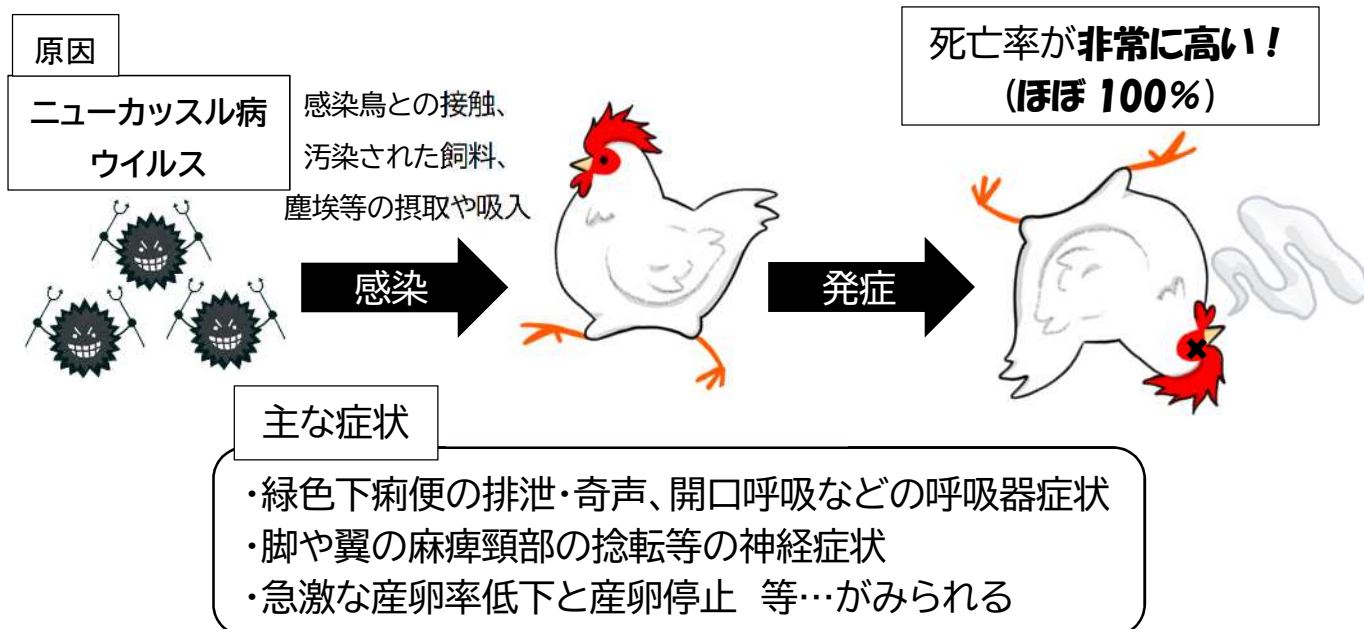 原因
ニューカッスル病
ウイルス
感染鳥との接触、
汚染された飼料、
塵埃等の摂取や吸入
感染
発症
死亡率が非常に高い！
(ほぼ 100％)
主な症状
・緑色下痢便の排泄・奇声、開口呼吸などの呼吸器症状
・脚や翼の麻痺頸部の捻転等の神経症状
・急激な産卵率低下と産卵停止　等…がみられる